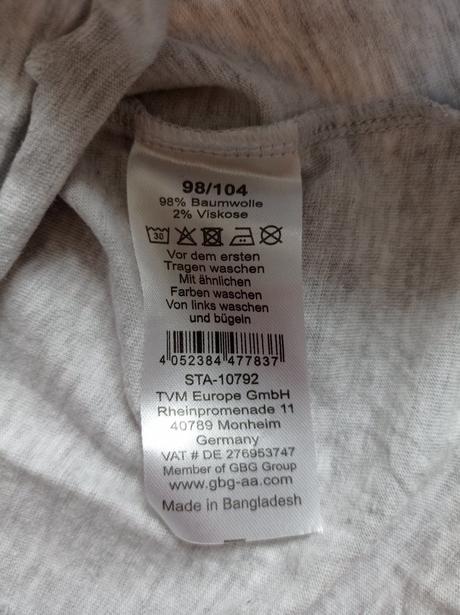 98/104
98% Baumwolle
2% Viskose
30
Vor dem ersten
Tragen waschen
Mit ähnlichen
Farben waschen
Von links waschen
und bügeln
4 052384 477837
STA-10792
TVM Europe GmbH
Rheinpromenade 11
40789 Monheim
Germany
VAT # DE 276953747
Member of GBG Group
www.gbg-aa.com
Made in Bangladesh